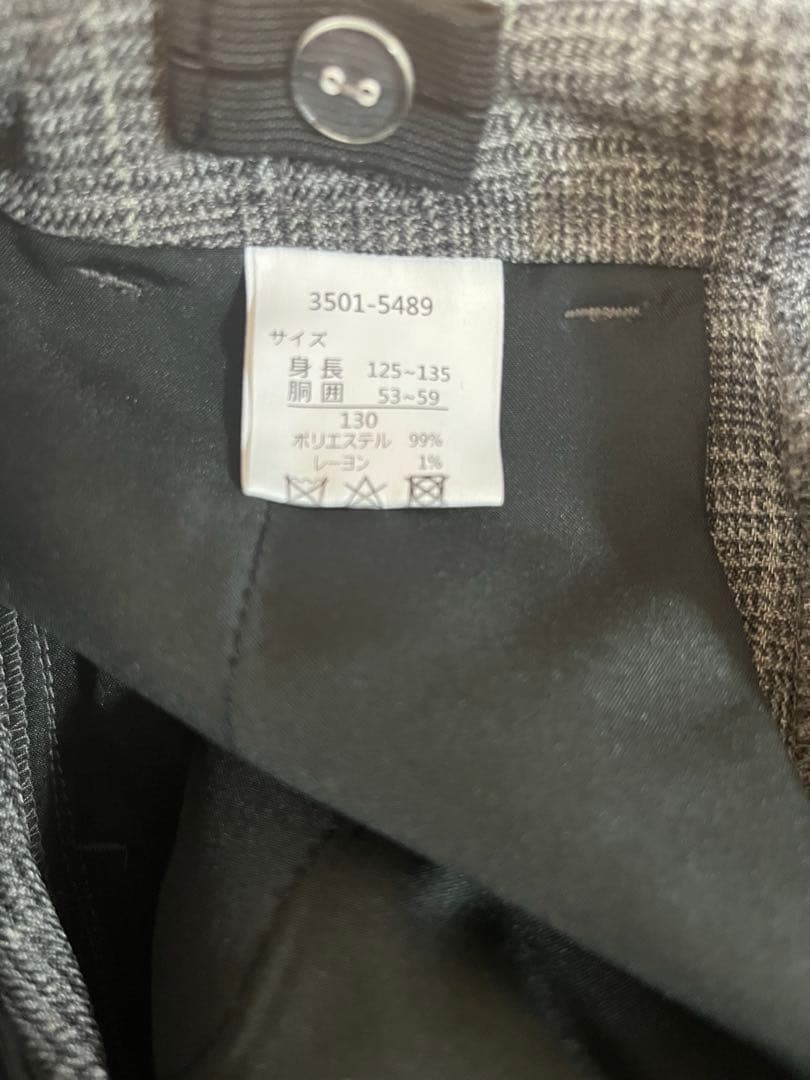 3501-5489
サイズ
身長 125~135
胴囲 53~59
130
ポリエステル 99%
レーヨン 1%